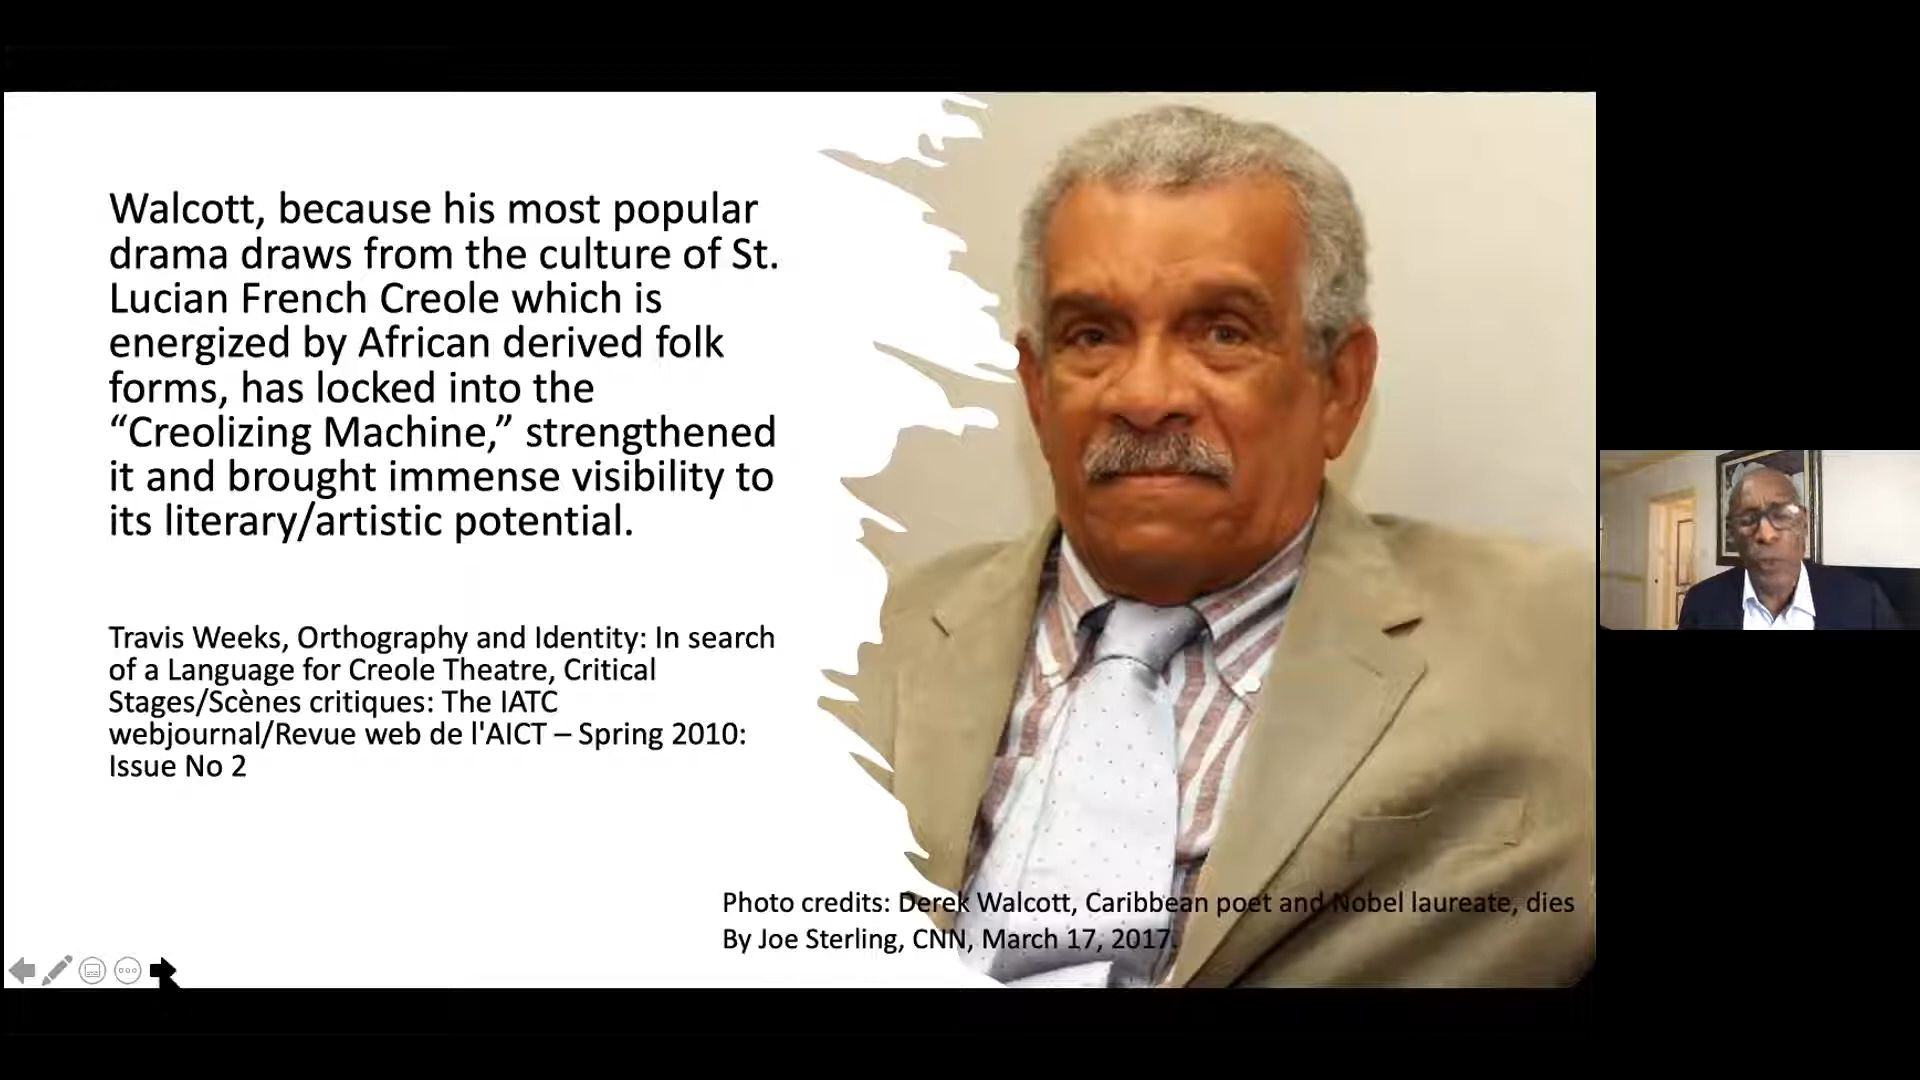 Walcott, because his most popular
drama draws from the culture of St.
Lucian French Creole which is
energized by African derived folk
forms, has locked into the
“Creolizing Machine,” strengthened
it and brought immense visibility to
its literary/artistic potential.
Travis Weeks, Orthography and Identity: In search
of a Language for Creole Theatre, Critical
Stages/Scènes critiques: The IATC
webjournal/Revue web de l'AICT – Spring 2010:
Issue No 2
Photo credits: Derek Walcott, Caribbean poet and Nobel laureate, dies
By Joe Sterling, CNN, March 17, 2017.